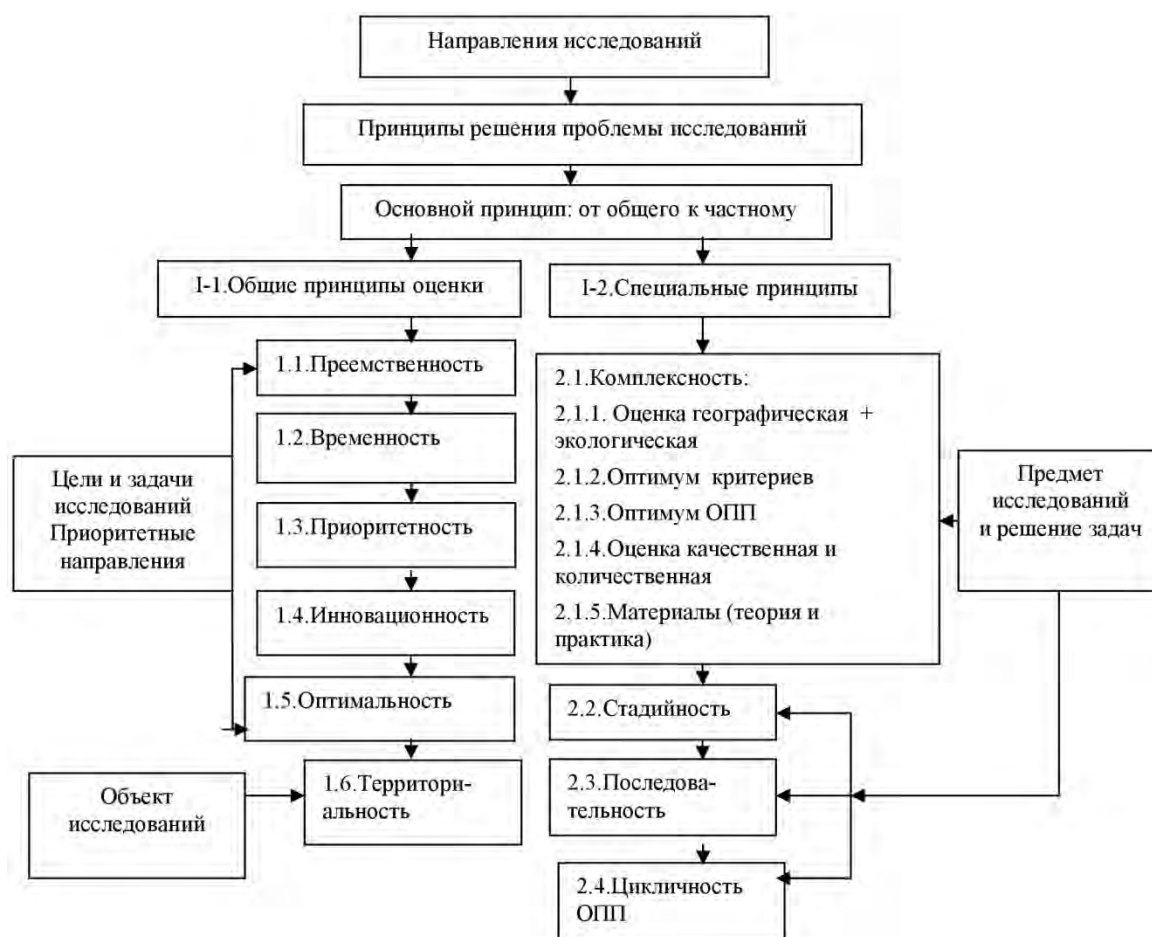 Направления исследований
Принципы решения проблемы исследований
Основной принцип: от общего к частному
I-1.Общие принципы оценки
I-2.Специальные принципы
1.1.Преемственность
1.2.Временность
1.3.Приоритетность
1.4.Инновационность
1.5.Оптимальность
1.6.Территори-
альность
Цели и задачи
исследований
Приоритетные
направления
Объект
исследований
2.1.Комплексность:
2.1.1. Оценка географическая +
экологическая
2.1.2.Оптимум критериев
2.1.3.Оптимум ОПП
2.1.4.Оценка качественная и
количественная
2.1.5.Материалы (теория и
практика)
2.2.Стадийность
2.3.Последова-
тельность
2.4.Цикличность
ОПП
Предмет
исследований
и решение задач